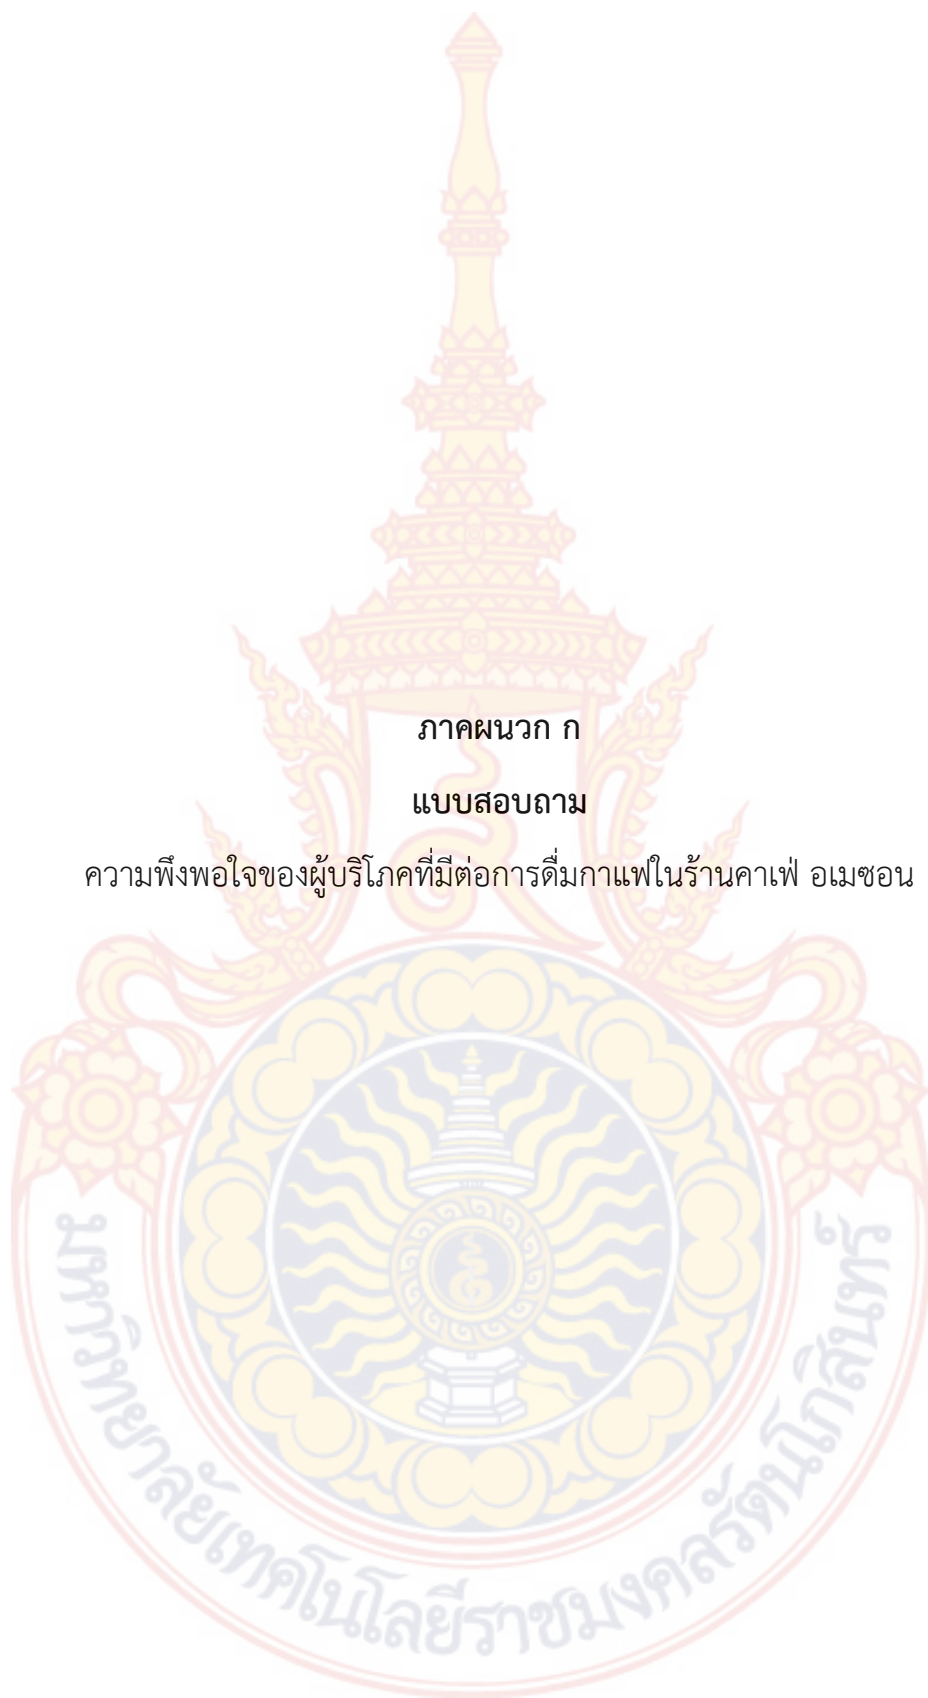 ภาคผนวก ก
แบบสอบถาม
ความพึงพอใจของผู้บริโภคที่มีต่อการดื่มกาแฟในร้านคาเฟ่ อเมซอน
มหาวิทยาลัยเทคโนโลยีราชมงคลรัตนโกสินทร์